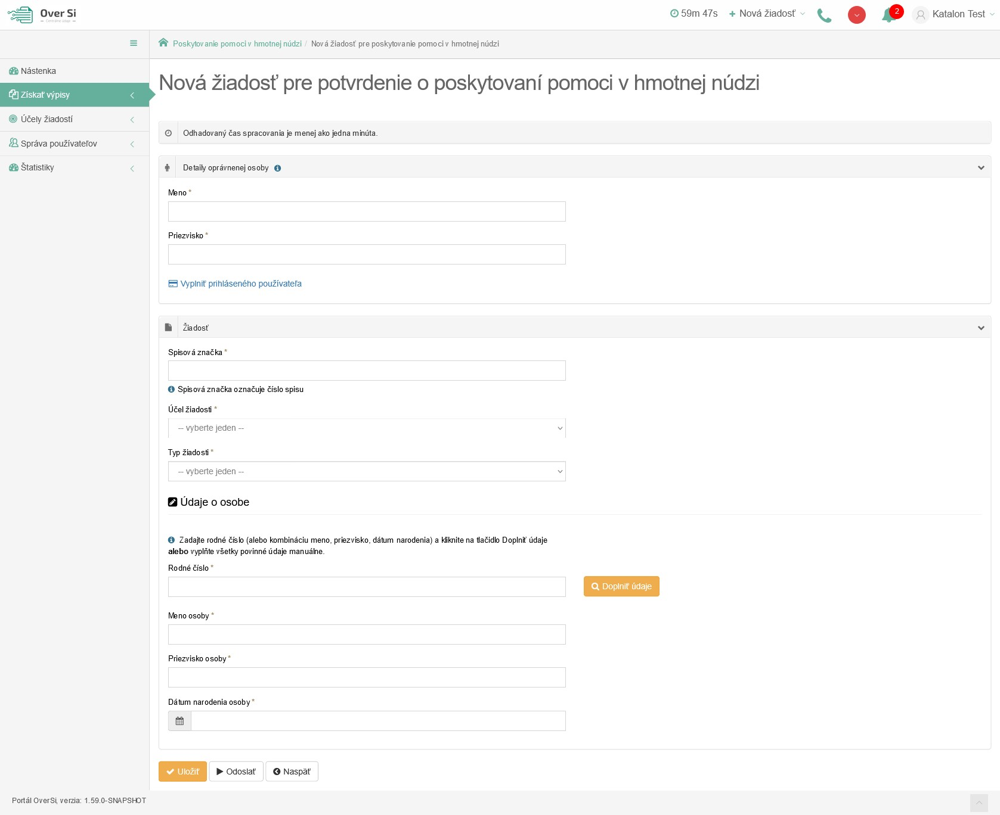 Over Si
Centrálne údaje
59m 47s
Nová žiadosť
2
Katalon Test
Poskytovanie pomoci v hmotnej núdzi / Nová žiadosť pre poskytovanie pomoci v hmotnej núdzi
Nástenka
Získať výpisy
Účely žiadostí
Správa používateľov
Štatistiky
Nová žiadosť pre potvrdenie o poskytovaní pomoci v hmotnej núdzi
Odhadovaný čas spracovania je menej ako jedna minúta.
Detaily oprávnenej osoby
Meno *
Priezvisko *
Vyplniť prihláseného používateľa
Žiadosť
Spisová značka *
Spisová značka označuje číslo spisu
Účel žiadosti *
-- vyberte jeden --
Typ žiadosti *
-- vyberte jeden --
Údaje o osobe
Zadajte rodné číslo (alebo kombináciu meno, priezvisko, dátum narodenia) a kliknite na tlačidlo Doplniť údaje
alebo vyplňte všetky povinné údaje manuálne.
Rodné číslo *
Doplniť údaje
Meno osoby *
Priezvisko osoby *
Dátum narodenia osoby *
Uložiť
Odoslať
Naspäť
Portál OverSi, verzia: 1.59.0-SNAPSHOT